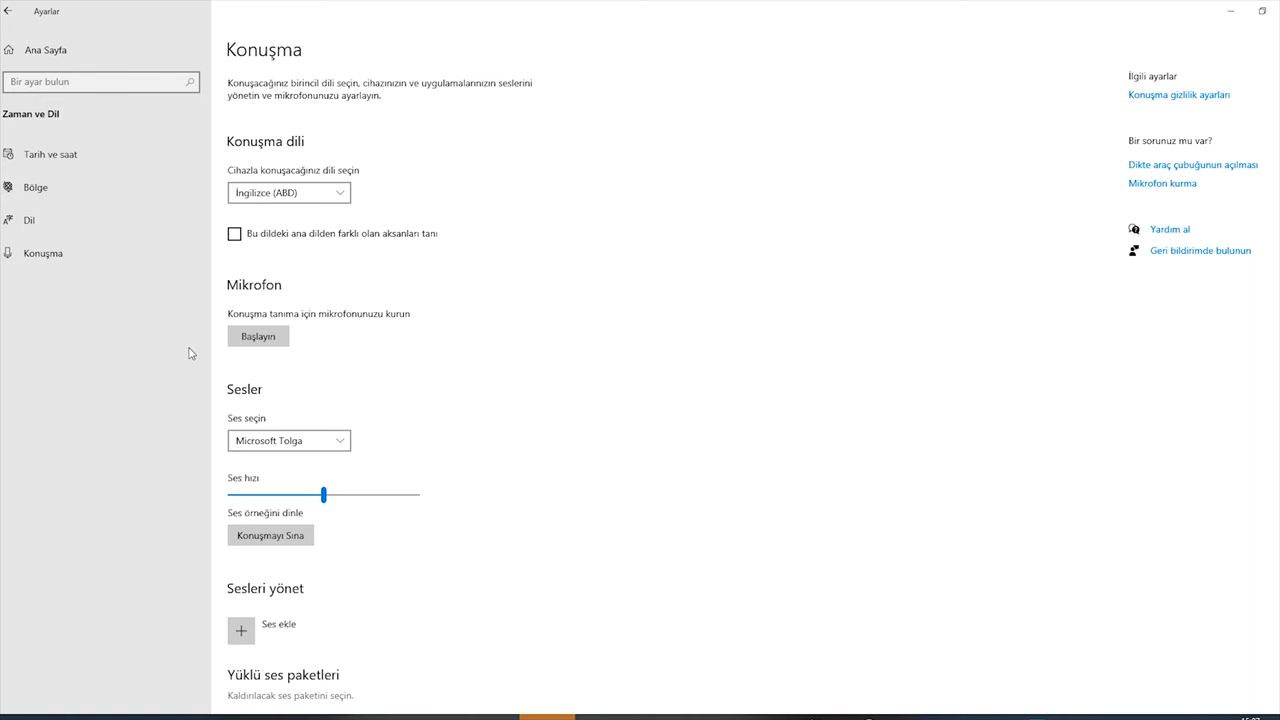 Ayarlar
Ana Sayfa
Bir ayar bulun
Zaman ve Dil
Tarih ve saat
Bölge
Dil
Konuşma
Konuşma
Konuşacağınız birincil dili seçin, cihazınızın ve uygulamalarınızın seslerini
yönetin ve mikrofonunuzu ayarlayın.
Konuşma dili
Cihazla konuşacağınız dili seçin
İngilizce (ABD)
Bu dildeki ana dilden farklı olan aksanları tanı
Mikrofon
Konuşma tanıma için mikrofonunuzu kurun
Başlayın
Sesler
Ses seçin
Microsoft Tolga
Ses hızı
Ses örneğini dinle
Konuşmayı Sına
Sesleri yönet
Ses ekle
Yüklü ses paketleri
Kaldırılacak ses paketini seçin.
İlgili ayarlar
Konuşma gizlilik ayarları
Bir sorunuz mu var?
Dikte araç çubuğunun açılması
Mikrofon kurma
Yardım al
Geri bildirimde bulunun